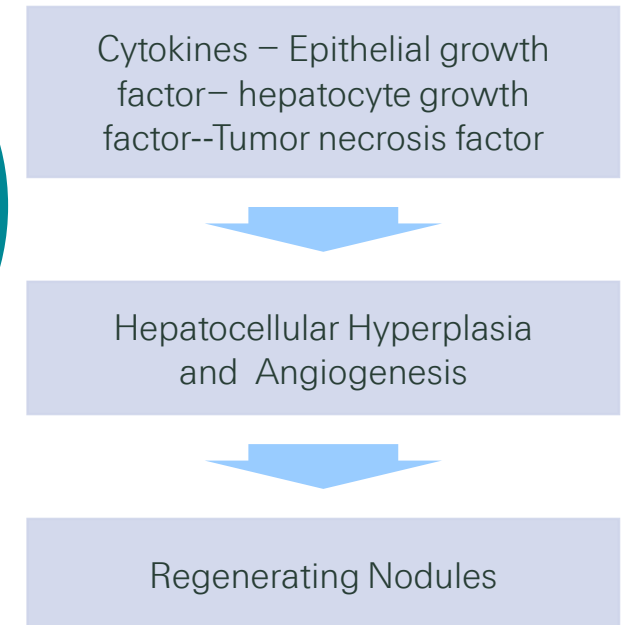 Cytokines – Epithelial growth
factor– hepatocyte growth
factor--Tumor necrosis factor
Hepatocellular Hyperplasia
and Angiogenesis
Regenerating Nodules